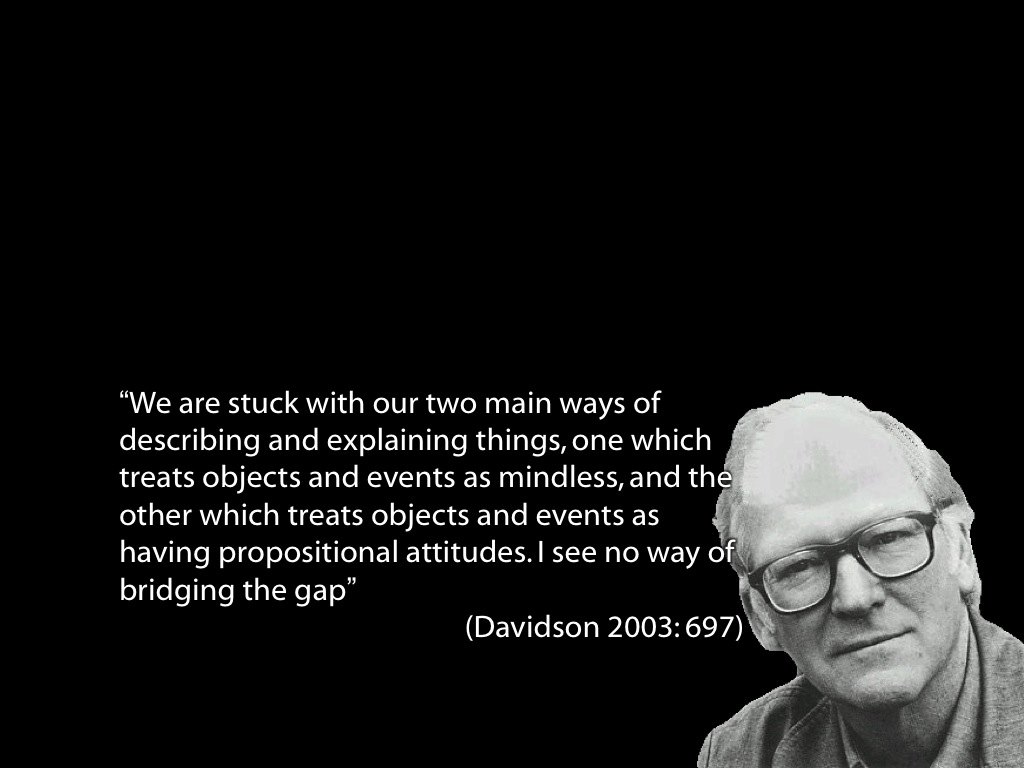 “We are stuck with our two main ways of
describing and explaining things, one which
treats objects and events as mindless, and the
other which treats objects and events as
having propositional attitudes. I see no way of
bridging the gap”
(Davidson 2003: 697)